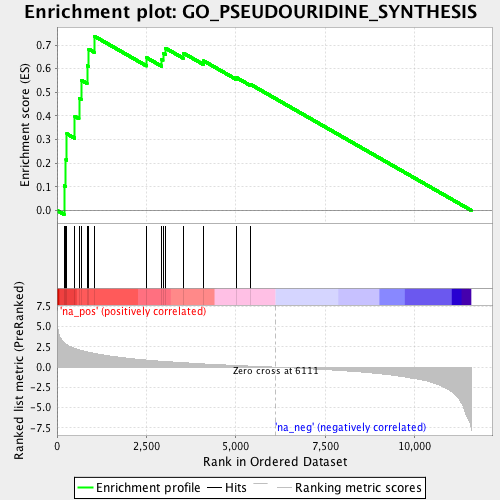 Enrichment plot: GO_PSEUDOURIDINE_SYNTHESIS
Enrichment score (ES)
0.7
0.6
0.5
0.4
0.3
0.2
0.1
0.0
'na_pos' (positively correlated)
Ranked list metric (PreRanked)
7.5
5.0
2.5
0.0
-2.5
-5.0
-7.5
Zero cross at 6111
'na_neg' (negatively correlated)
0 2,500 5,000 7,500 10,000
Rank in Ordered Dataset
Enrichment profile Hits Ranking metric scores